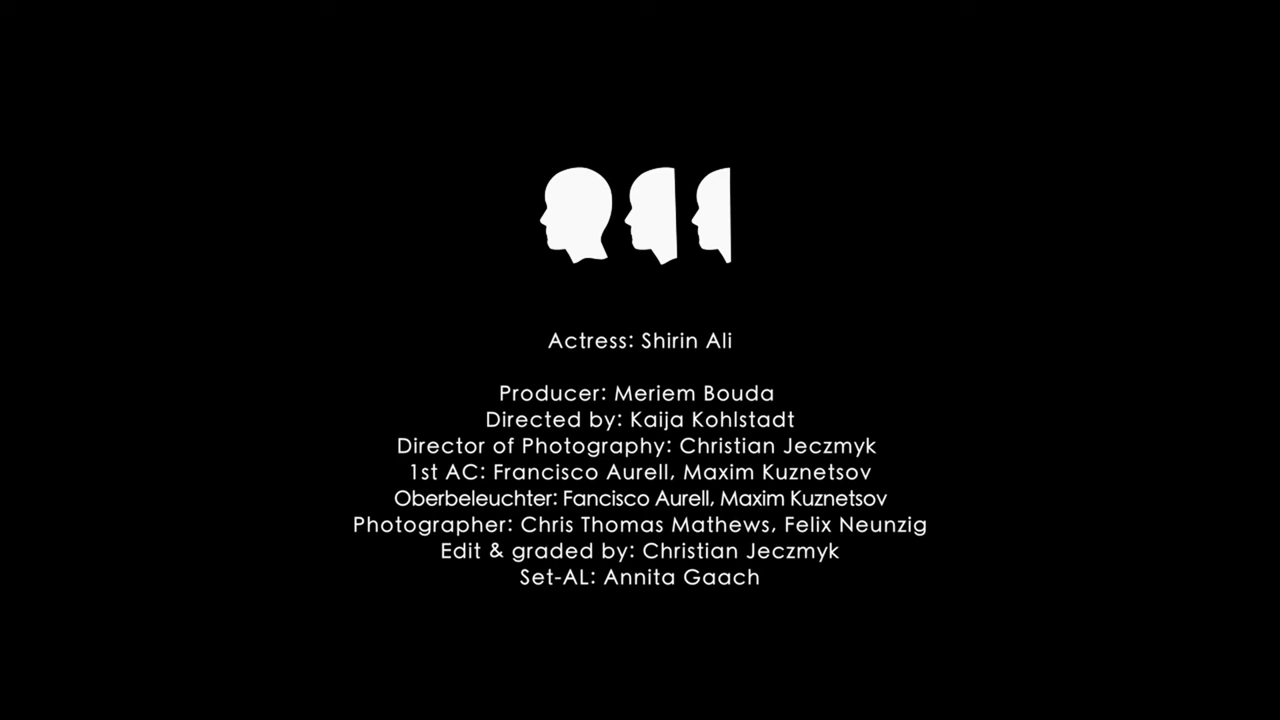 Actress: Shirin Ali
Producer: Meriem Bouda
Directed by: Kaija Kohlstadt
Director of Photography: Christian Jeczmyk
1st AC: Francisco Aurell, Maxim Kuznetsov
Oberbeleuchter: Fancisco Aurell, Maxim Kuznetsov
Photographer: Chris Thomas Mathews, Felix Neunzig
Edit & graded by: Christian Jeczmyk
Set-AL: Annita Gaach